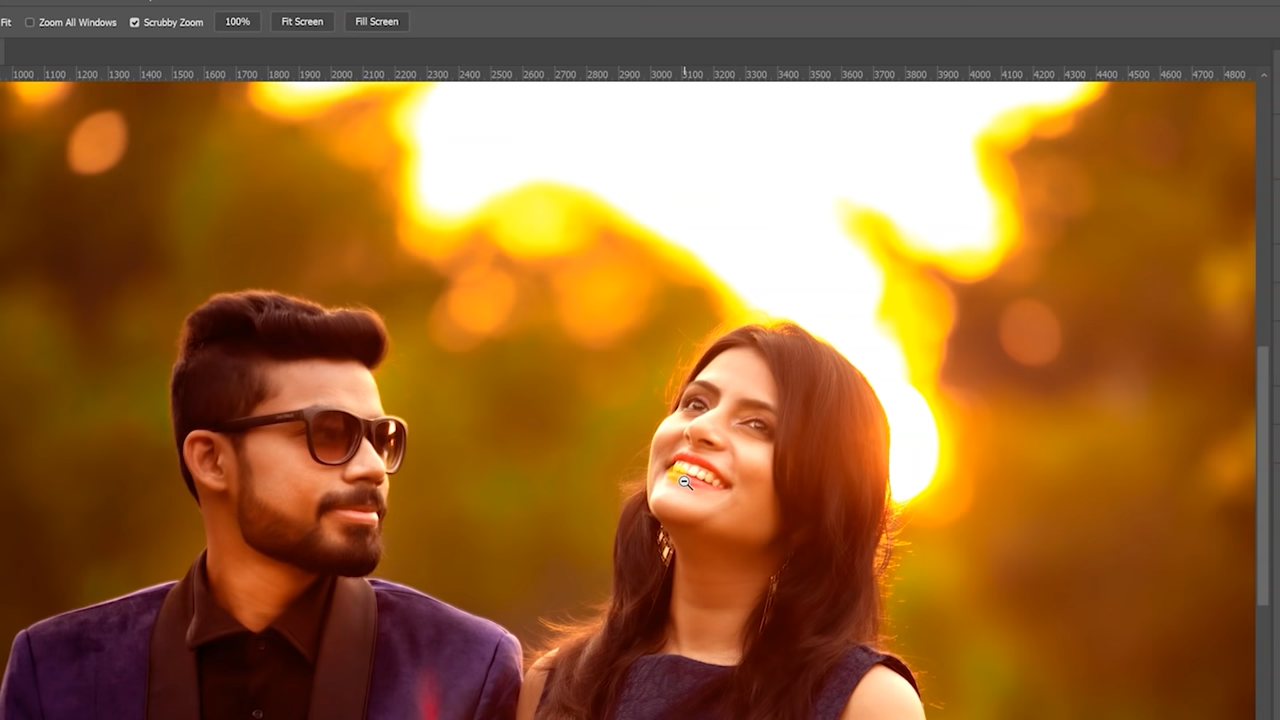 Fit Zoom All Windows Scrubby Zoom 100% Fit Screen Fill Screen
1000 1100 1200 1300 1400 1500 1600 1700 1800 1900 2000 2100 2200 2300 2400 2500 2600 2700 2800 2900 3000 3100 3200 3300 3400 3500 3600 3700 3800 3900 4000 4100 4200 4300 4400 4500 4600 4700 4800